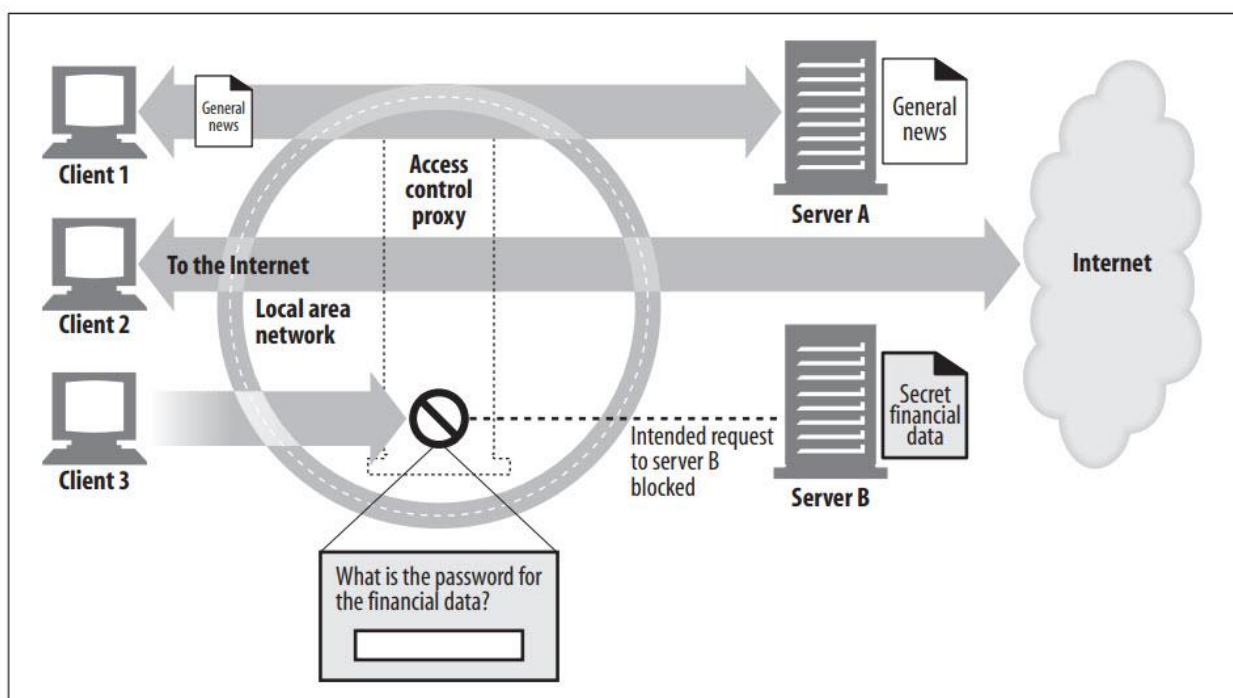 General
news
Client 1
Access
control
proxy
General
news
Server A
Client 2
To the Internet
Local area
network
Internet
Client 3
Intended request
to server B
blocked
Secret
financial
data
Server B
What is the password for
the financial data?